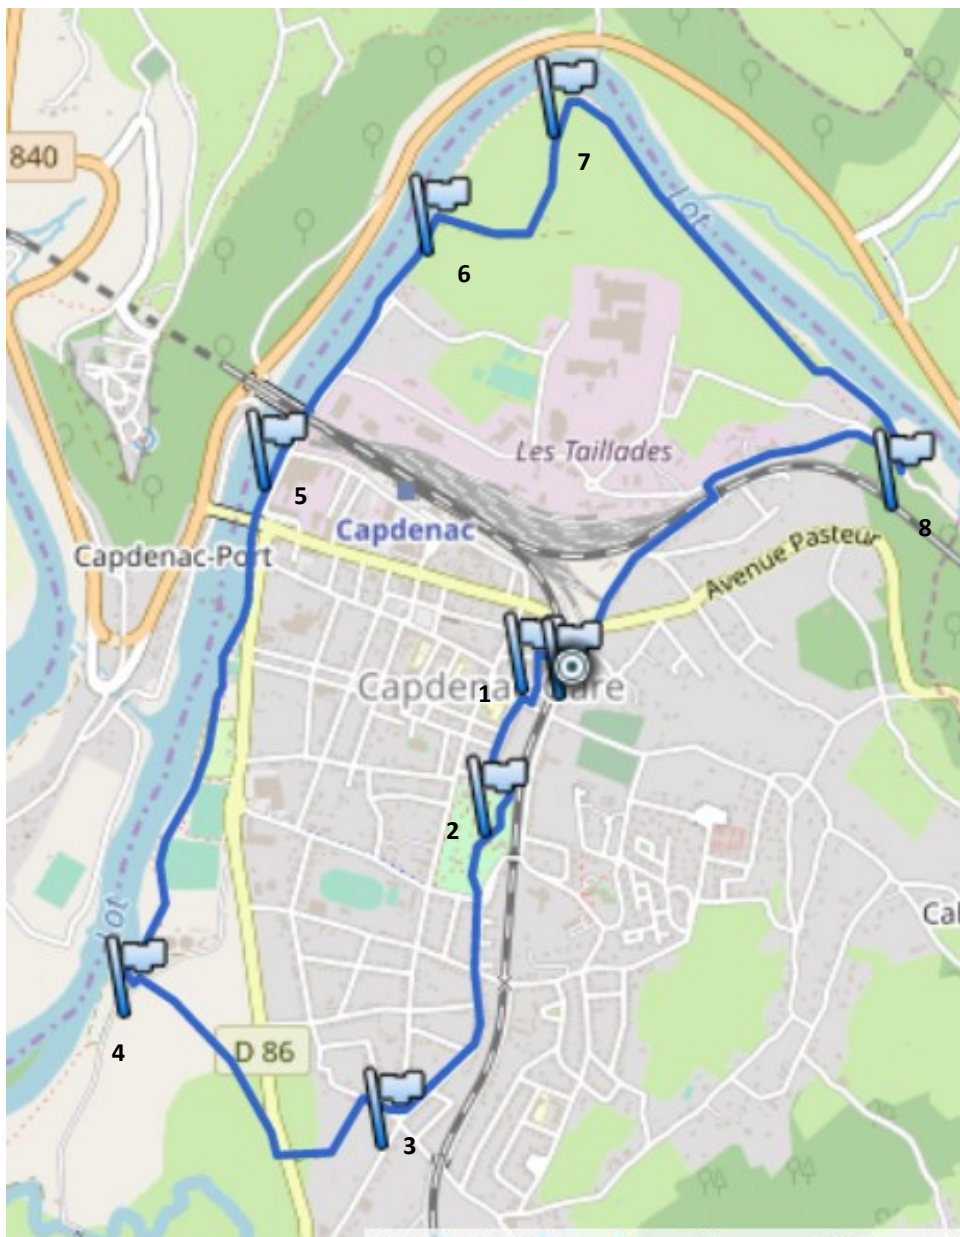 7
840
Lot
6
Les Taillades
5
8
Capdenac
Capdenac-Port
Avenue Pasteur
1
Capdenac-Gare
2
Lot
Cal
4
D 86
3